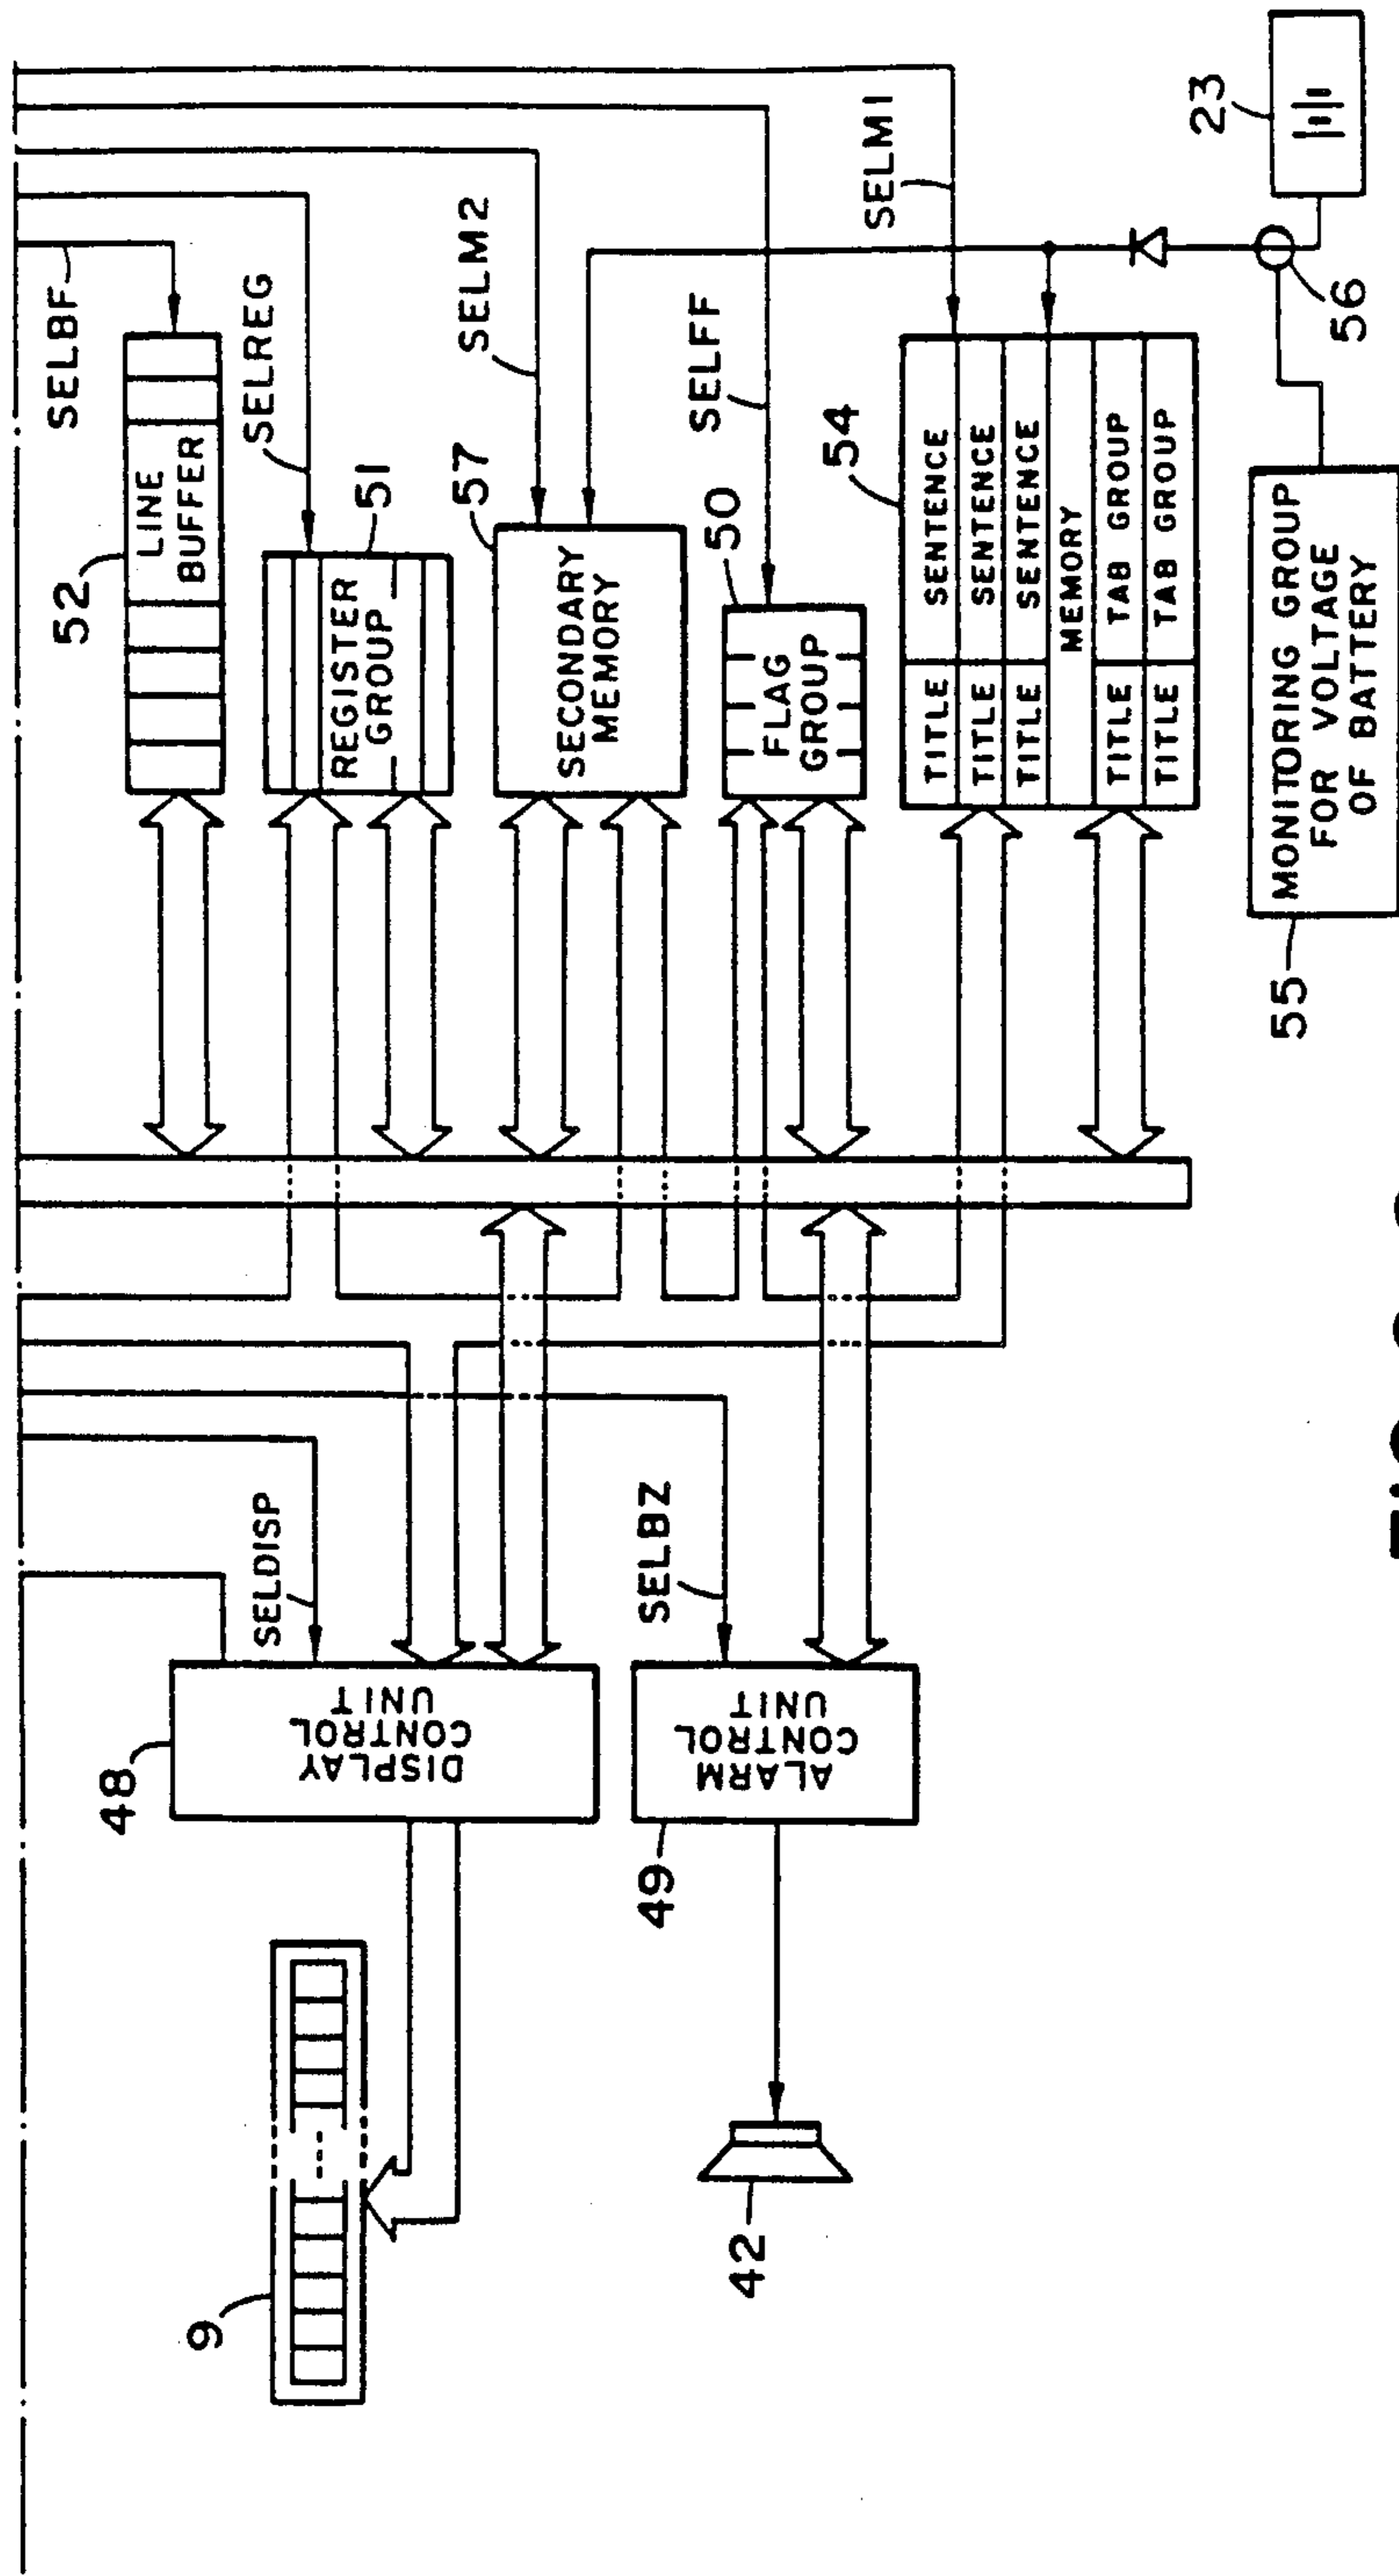 SELBF
52
LINE
BUFFER
SELREG
51
REGISTER
GROUP
SELM2
57
SECONDARY
MEMORY
SELFF
50
FLAG
GROUP
SELM1
54
TITLE SENTENCE
TITLE SENTENCE
TITLE SENTENCE
MEMORY
TITLE TAB GROUP
TITLE TAB GROUP
23
56
55
MONITORING GROUP
FOR VOLTAGE
OF BATTERY
SELDISP
48
DISPLAY
CONTROL
UNIT
SELBZ
49
ALARM
CONTROL
UNIT
9
42